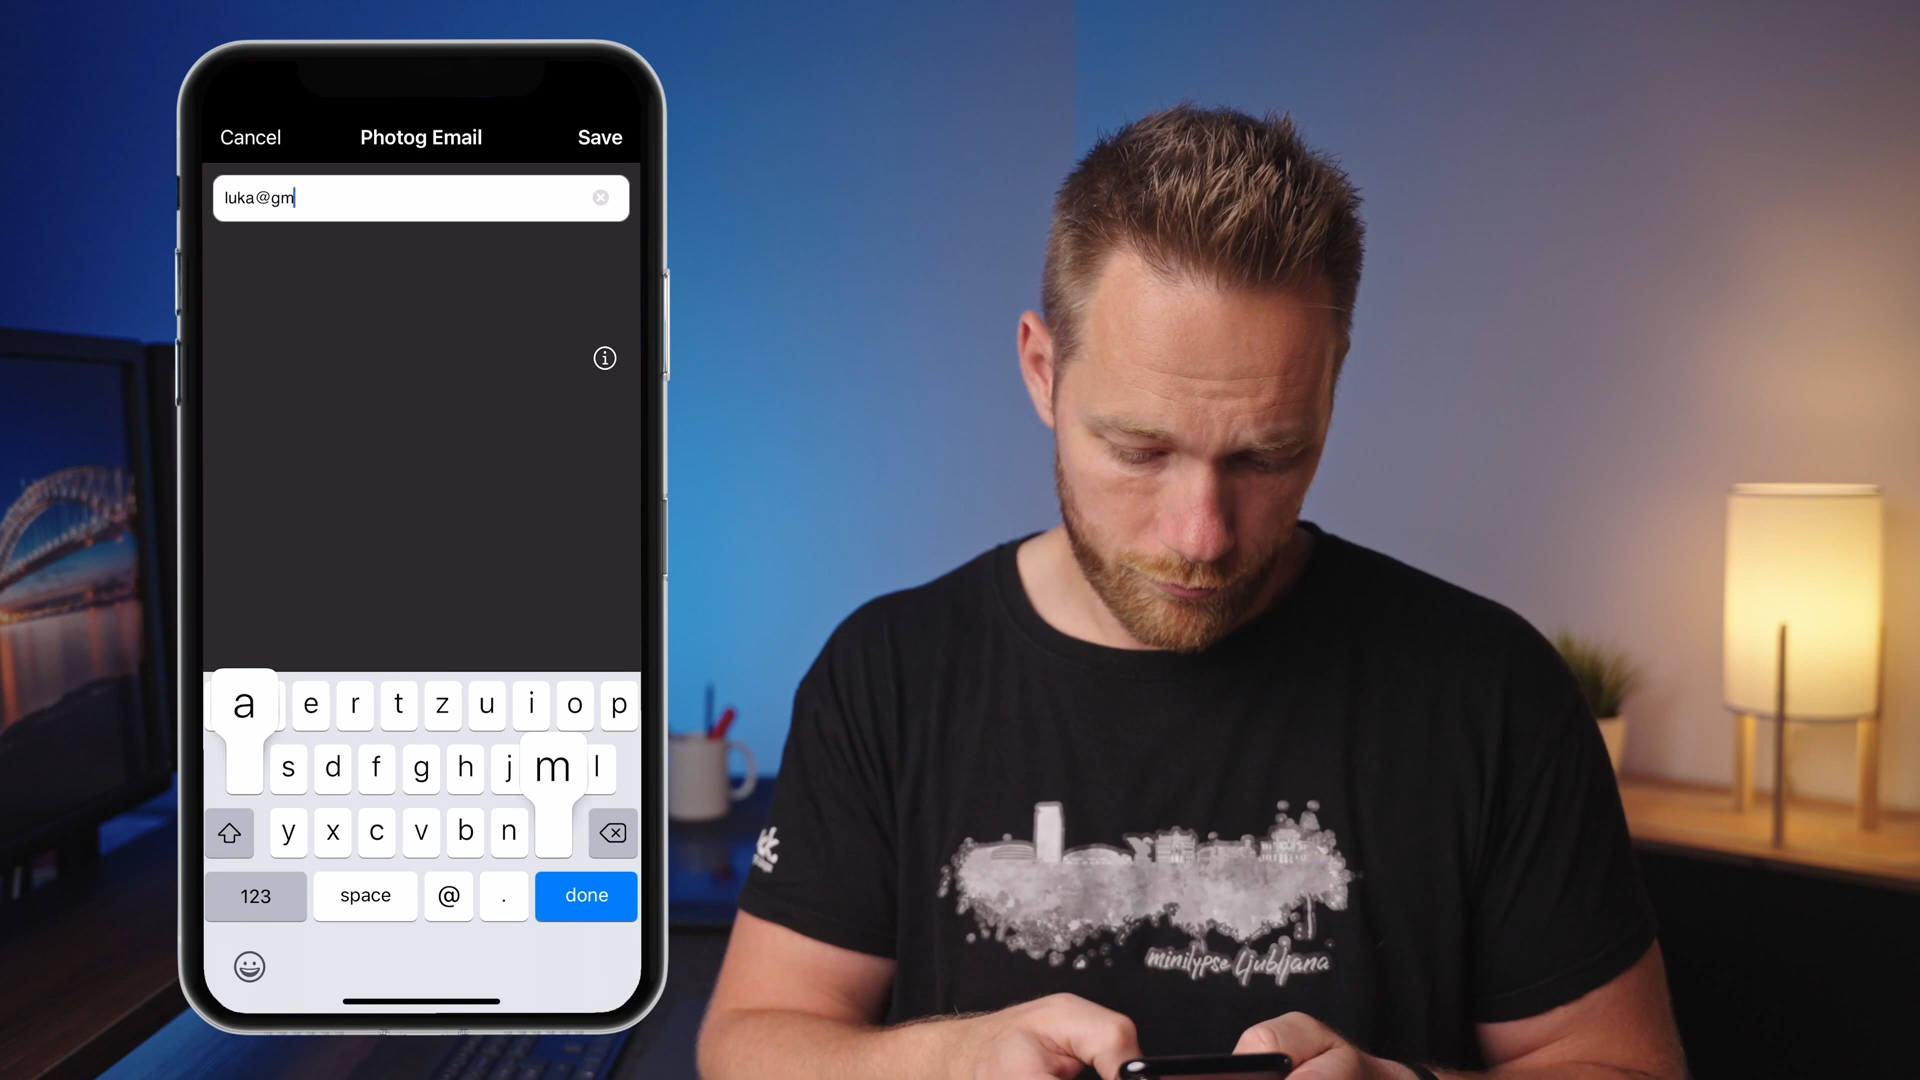 Cancel Photog Email Save
luka@gm
a e r t z u i o p
s d f g h j m l
y x c v b n
123 space @ . done
minilypse Ljubljana